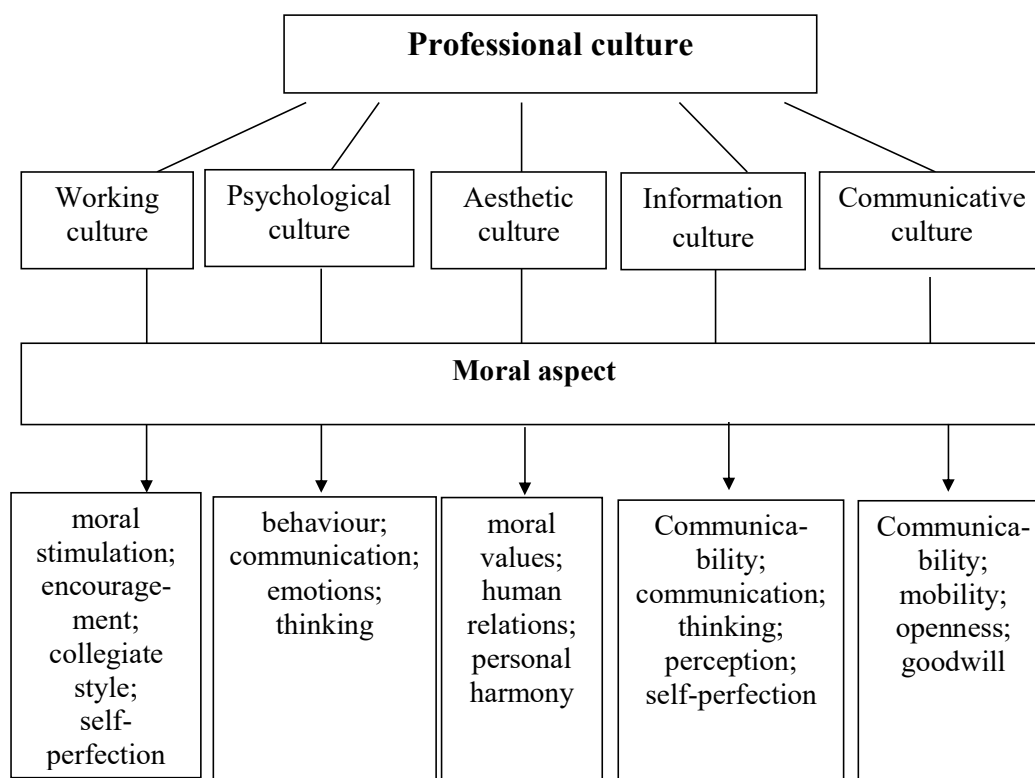 Professional culture
Working
culture
Psychological
culture
Aesthetic
culture
Information
culture
Communicative
culture
Moral aspect
moral
stimulation;
encourage-
ment;
collegiate
style;
self-
perfection
behaviour;
communication;
emotions;
thinking
moral
values;
human
relations;
personal
harmony
Communica-
bility;
communication;
thinking;
perception;
self-perfection
Communica-
bility;
mobility;
openness;
goodwill